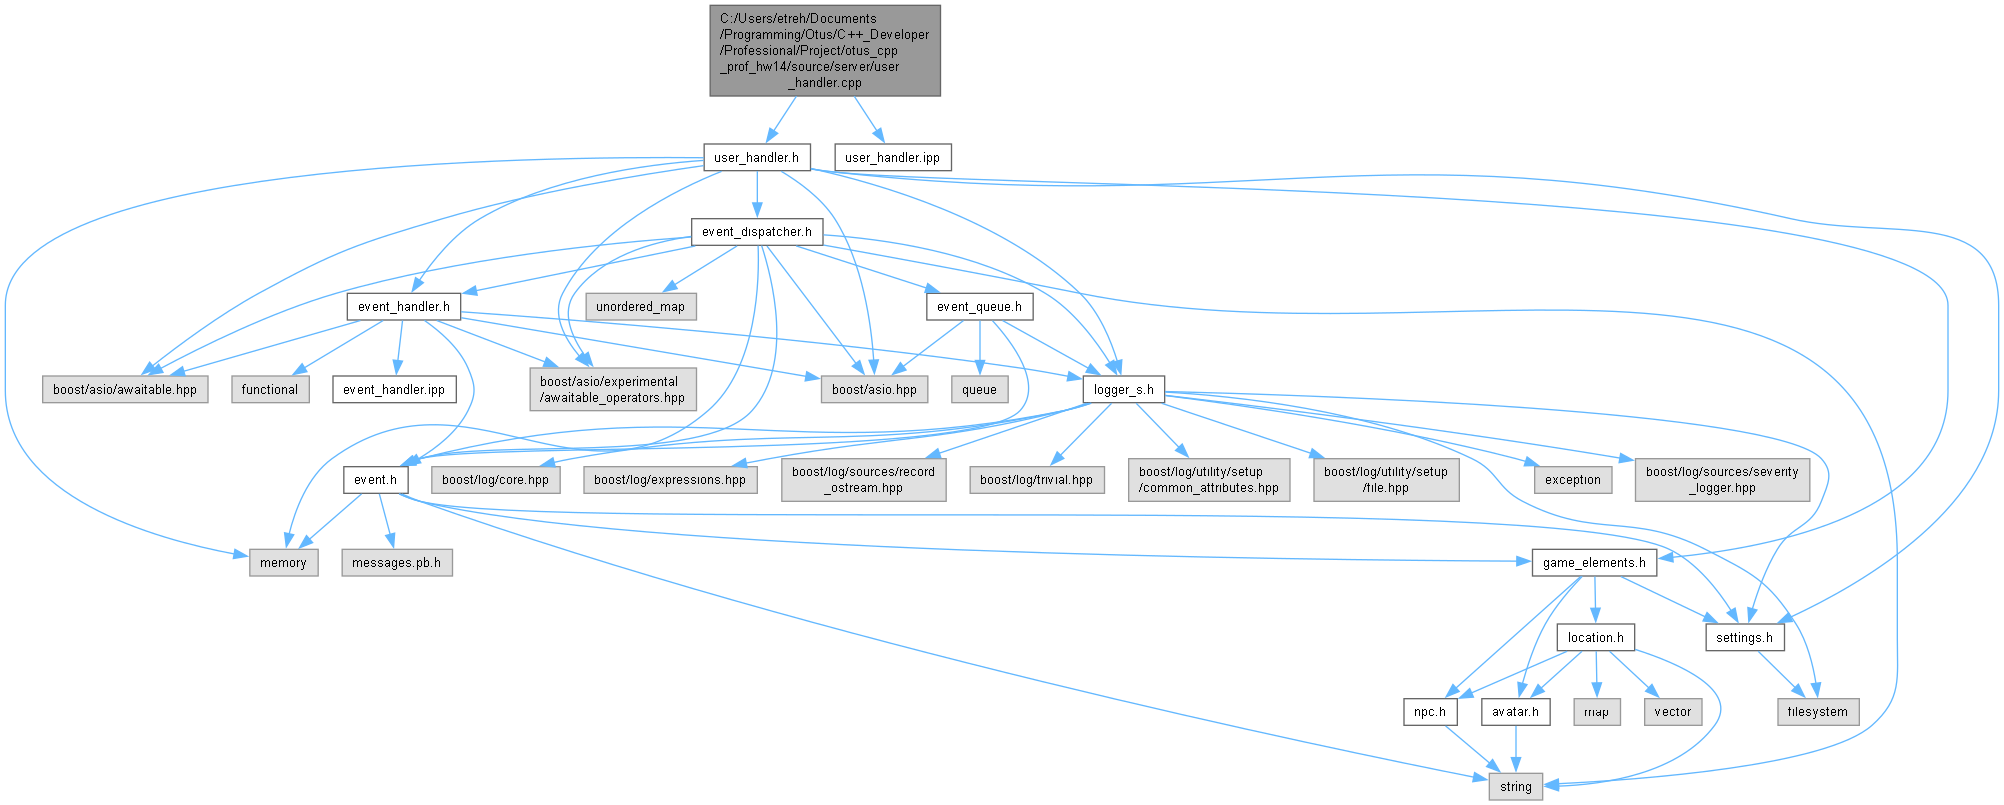 C:/Users/etreh/Documents
/Programming/Otus/C++_Developer
/Professional/Project/otus_cpp
_prof_hw14/source/server/user
_handler.cpp
user_handler.h
user_handler.ipp
event_dispatcher.h
event_handler.h
unordered_map
event_queue.h
boost/asio/awaitable.hpp
functional
event_handler.ipp
boost/asio/experimental
/awaitable_operators.hpp
boost/asio.hpp
queue
logger_s.h
event.h
boost/log/core.hpp
boost/log/expressions.hpp
boost/log/sources/record
_ostream.hpp
boost/log/trivial.hpp
boost/log/utility/setup
/common_attributes.hpp
boost/log/utility/setup
/file.hpp
exception
boost/log/sources/severity
_logger.hpp
memory
messages.pb.h
game_elements.h
location.h
settings.h
npc.h
avatar.h
map
vector
filesystem
string